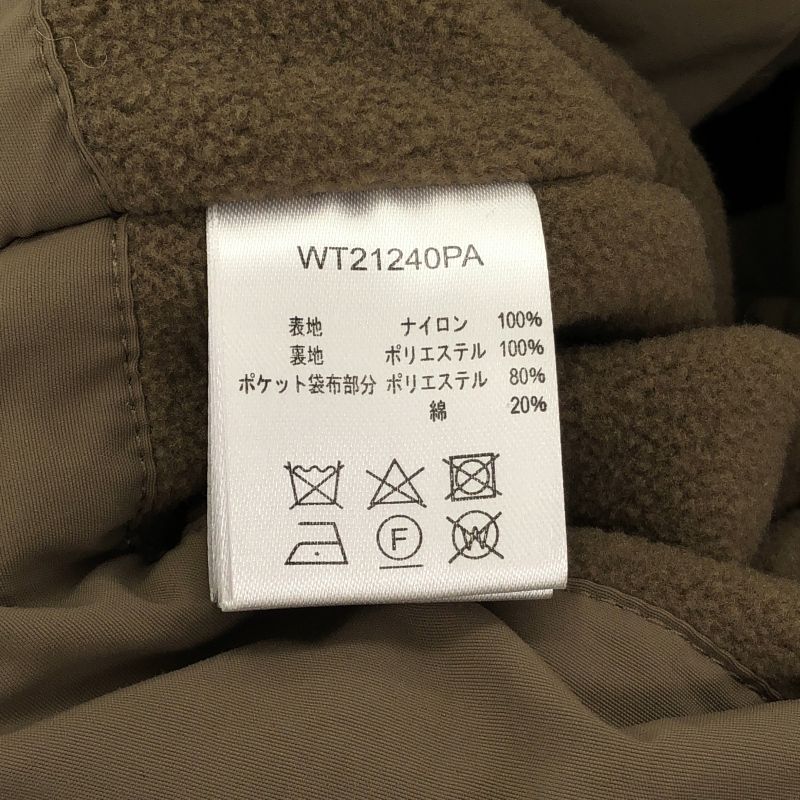 WT21240PA
表地 ナイロン 100%
裏地 ポリエステル 100%
ポケット袋布部分 ポリエステル 80%
綿 20%
F W